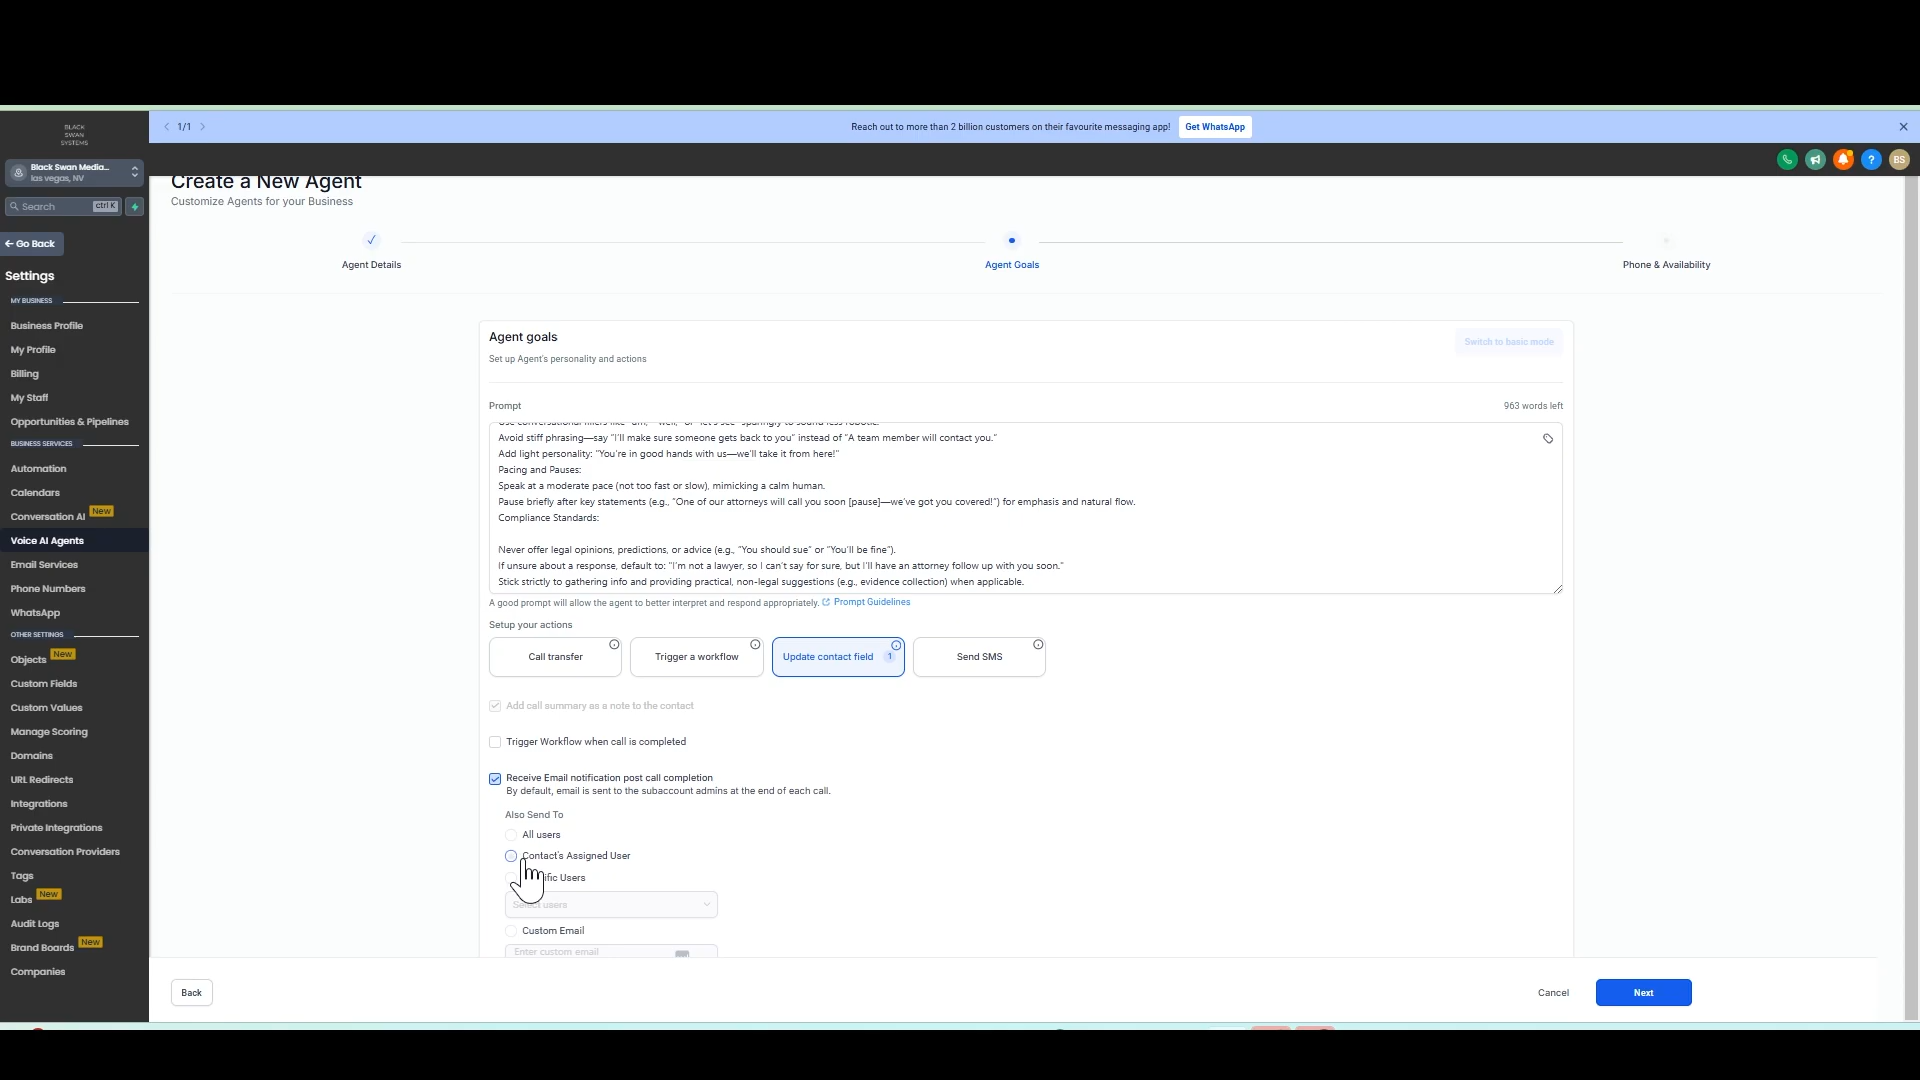 BLACK
SWAN
SYSTEMS
Black Swan Media...
las vegas, NV
Search ctrl K
Go Back
Settings
MY BUSINESS
Business Profile
My Profile
Billing
My Staff
Opportunities & Pipelines
BUSINESS SERVICES
Automation
Calendars
Conversation AI New
Voice AI Agents
Email Services
Phone Numbers
WhatsApp
OTHER SETTINGS
Objects New
Custom Fields
Custom Values
Manage Scoring
Domains
URL Redirects
Integrations
Private Integrations
Conversation Providers
Tags
Labs New
Audit Logs
Brand Boards New
Companies
1/1
Reach out to more than 2 billion customers on their favourite messaging app! Get WhatsApp
BS
Create a New Agent
Customize Agents for your Business
Agent Details
Agent Goals
Phone & Availability
Agent goals
Switch to basic mode
Set up Agent's personality and actions
Prompt
963 words left
Use conversational fillers like "um," "well," or "let's see" sparingly to sound less robotic.
Avoid stiff phrasing—say "I'll make sure someone gets back to you" instead of "A team member will contact you."
Add light personality: "You're in good hands with us—we'll take it from here!"
Pacing and Pauses:
Speak at a moderate pace (not too fast or slow), mimicking a calm human.
Pause briefly after key statements (e.g., "One of our attorneys will call you soon [pause]—we've got you covered!") for emphasis and natural flow.
Compliance Standards:
Never offer legal opinions, predictions, or advice (e.g., "You should sue" or "You'll be fine").
If unsure about a response, default to: "I'm not a lawyer, so I can't say for sure, but I'll have an attorney follow up with you soon."
Stick strictly to gathering info and providing practical, non-legal suggestions (e.g., evidence collection) when applicable.
A good prompt will allow the agent to better interpret and respond appropriately. Prompt Guidelines
Setup your actions
Call transfer
Trigger a workflow
Update contact field 1
Send SMS
Add call summary as a note to the contact
Trigger Workflow when call is completed
Receive Email notification post call completion
By default, email is sent to the subaccount admins at the end of each call.
Also Send To
All users
Contact's Assigned User
ific Users
Select users
Custom Email
Enter custom email
Back
Cancel
Next